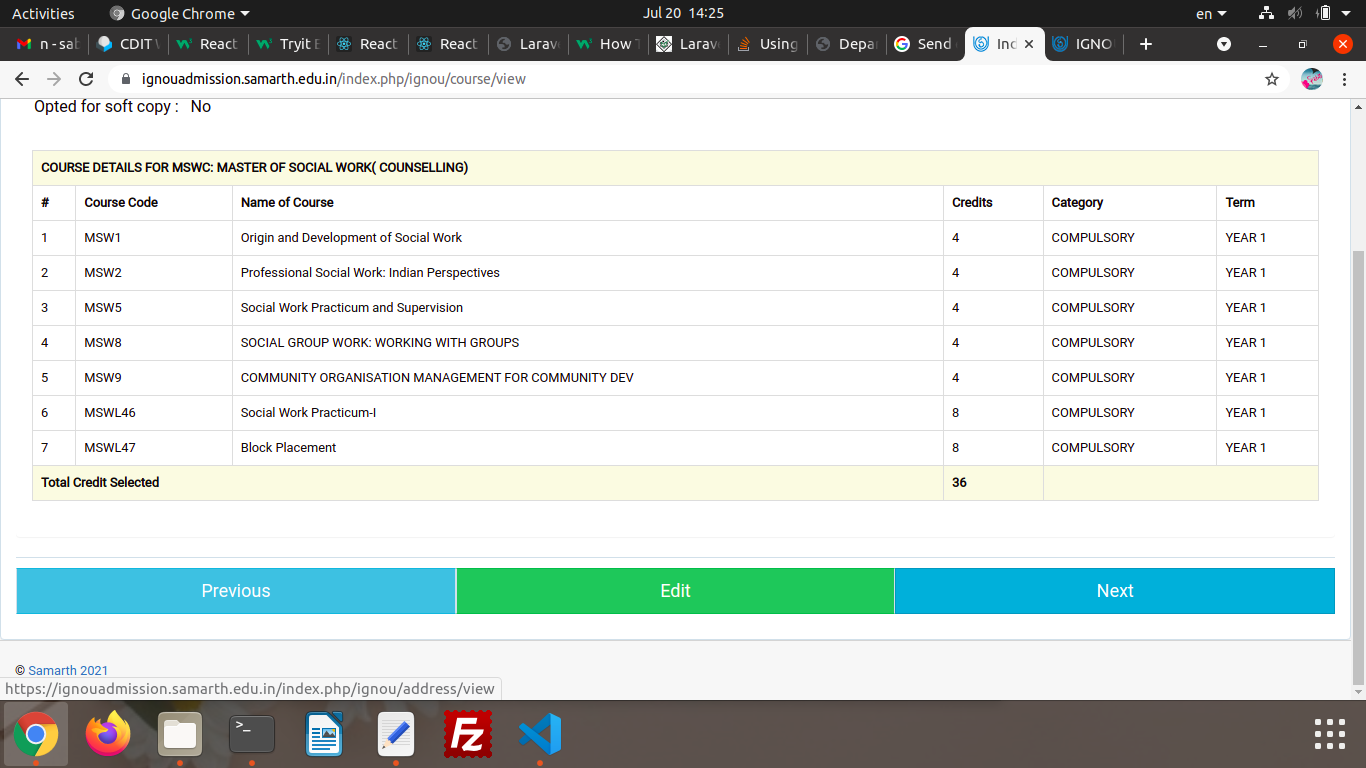 Activities Google Chrome Jul 20 14:25 en
n - sab CDIT W React TryIt E React React Larave How T Larave Using Depar Send Ind IGNO
ignouadmission.samarth.edu.in/index.php/ignou/course/view
Opted for soft copy : No
COURSE DETAILS FOR MSWC: MASTER OF SOCIAL WORK( COUNSELLING)
# Course Code Name of Course Credits Category Term
1 MSW1 Origin and Development of Social Work 4 COMPULSORY YEAR 1
2 MSW2 Professional Social Work: Indian Perspectives 4 COMPULSORY YEAR 1
3 MSW5 Social Work Practicum and Supervision 4 COMPULSORY YEAR 1
4 MSW8 SOCIAL GROUP WORK: WORKING WITH GROUPS 4 COMPULSORY YEAR 1
5 MSW9 COMMUNITY ORGANISATION MANAGEMENT FOR COMMUNITY DEV 4 COMPULSORY YEAR 1
6 MSWL46 Social Work Practicum-I 8 COMPULSORY YEAR 1
7 MSWL47 Block Placement 8 COMPULSORY YEAR 1
Total Credit Selected 36
Previous Edit Next
© Samarth 2021
https://ignouadmission.samarth.edu.in/index.php/ignou/address/view